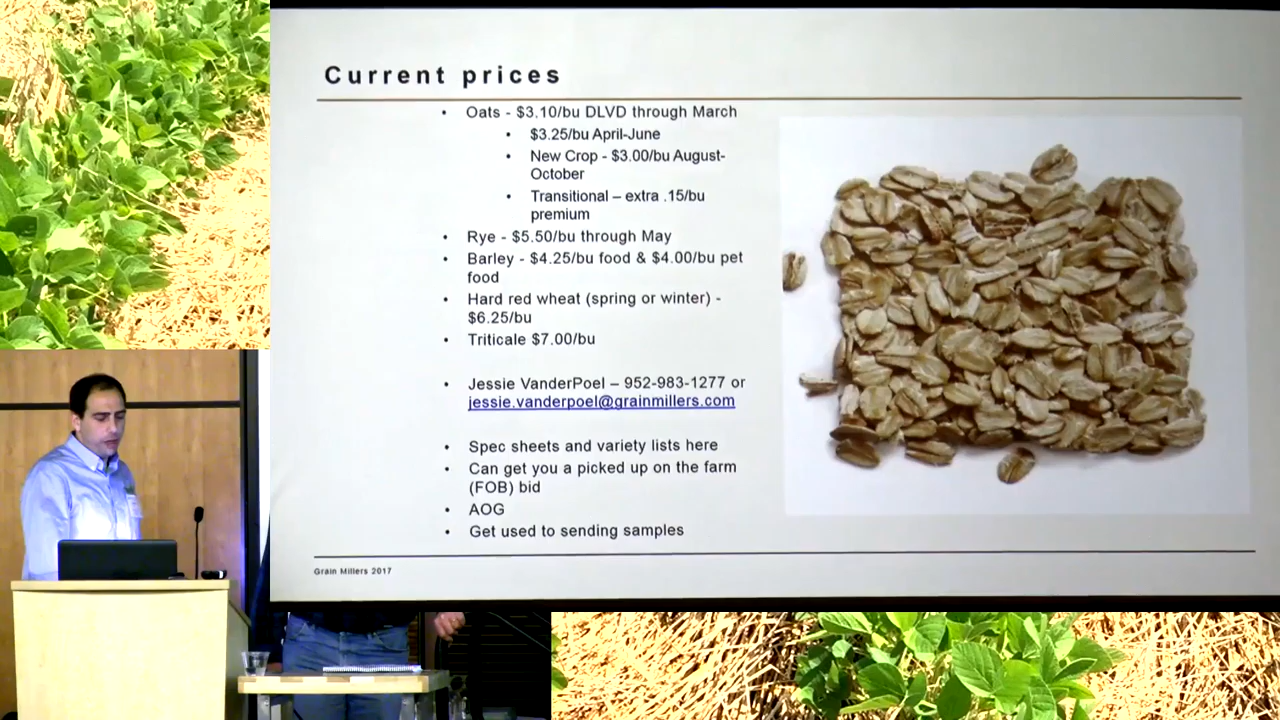 Current prices
• Oats - $3.10/bu DLVD through March
• $3.25/bu April-June
• New Crop - $3.00/bu August-
October
• Transitional – extra .15/bu
premium
• Rye - $5.50/bu through May
• Barley - $4.25/bu food & $4.00/bu pet
food
• Hard red wheat (spring or winter) -
$6.25/bu
• Triticale $7.00/bu
• Jessie VanderPoel – 952-983-1277 or
jessie.vanderpoel@grainmillers.com
• Spec sheets and variety lists here
• Can get you a picked up on the farm
(FOB) bid
• AOG
• Get used to sending samples
Grain Millers 2017